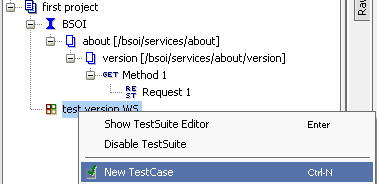 first project
BSOI
about [/bsoi/services/about]
version [/bsoi/services/about/version]
GET Method 1
RE ST Request 1
test version WS
Show TestSuite Editor Enter
Disable TestSuite
New TestCase Ctrl-N